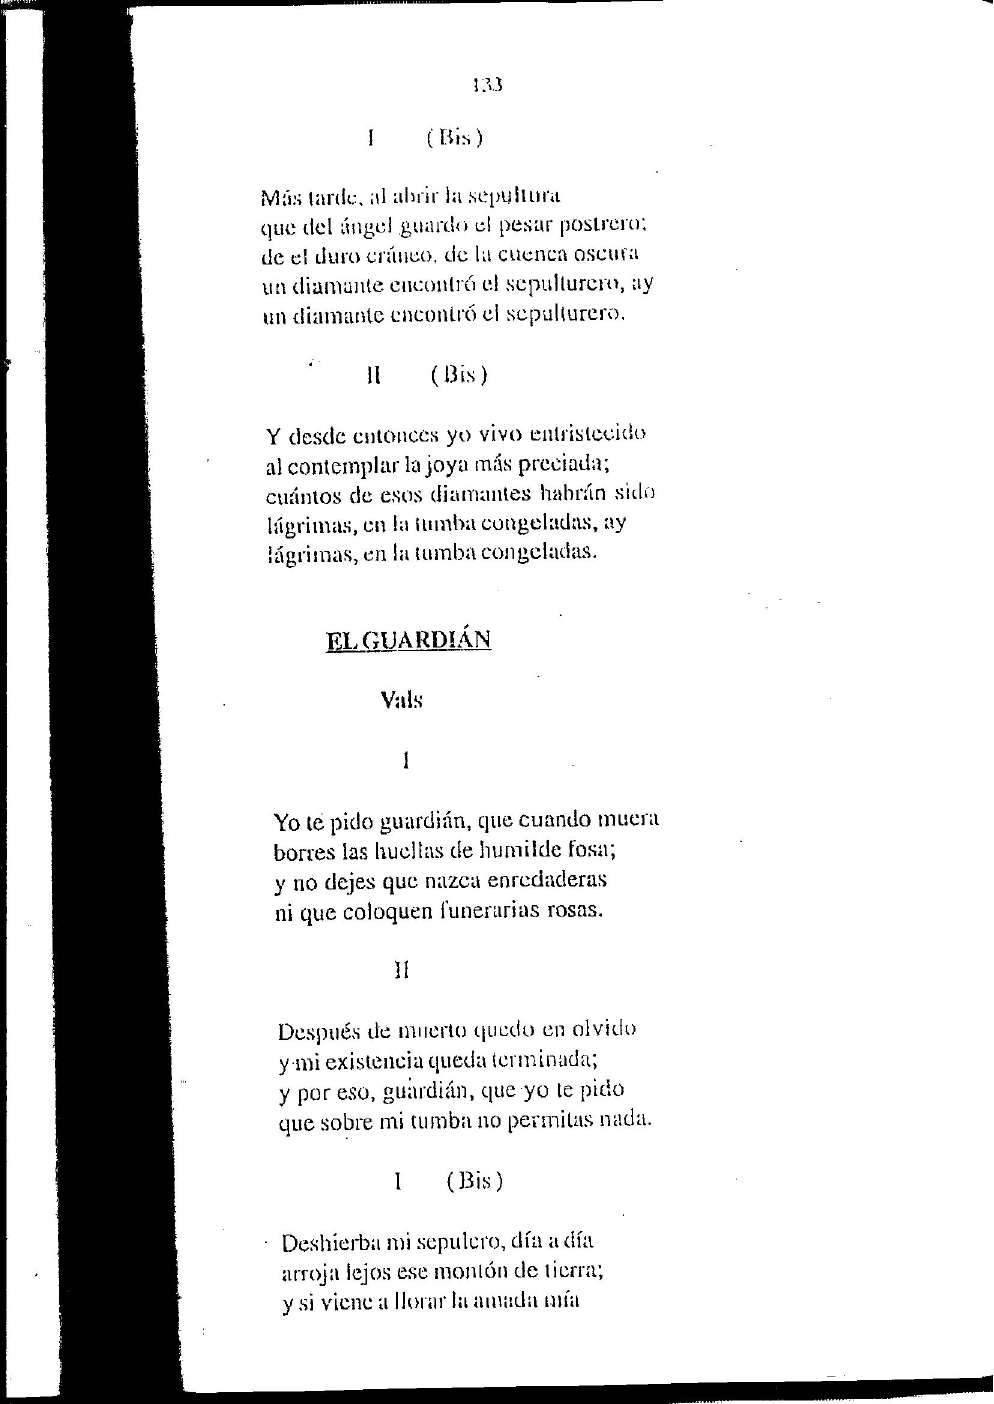 133
I (Bis)
Más tarde, al abrir la sepultura
que del ángel guardo el pesar postrero;
de el duro cráneo, de la cuenca oscura
un diamante encontró el sepulturero, ay
un diamante encontró el sepulturero.
II (Bis)
Y desde entonces yo vivo entristecido
al contemplar la joya más preciada;
cuántos de esos diamantes habrán sido
lágrimas, en la tumba congeladas, ay
lágrimas, en la tumba congeladas.
EL GUARDIÁN
Vals
I
Yo te pido guardián, que cuando muera
borres las huellas de humilde fosa;
y no dejes que nazca enredaderas
ni que coloquen funerarias rosas.
II
Después de muerto quedo en olvido
y mi existencia queda terminada;
y por eso, guardián, que yo te pido
que sobre mi tumba no permitas nada.
I (Bis)
Deshierba mi sepulcro, día a día
arroja lejos ese montón de tierra;
y si viene a llorar la amada mía